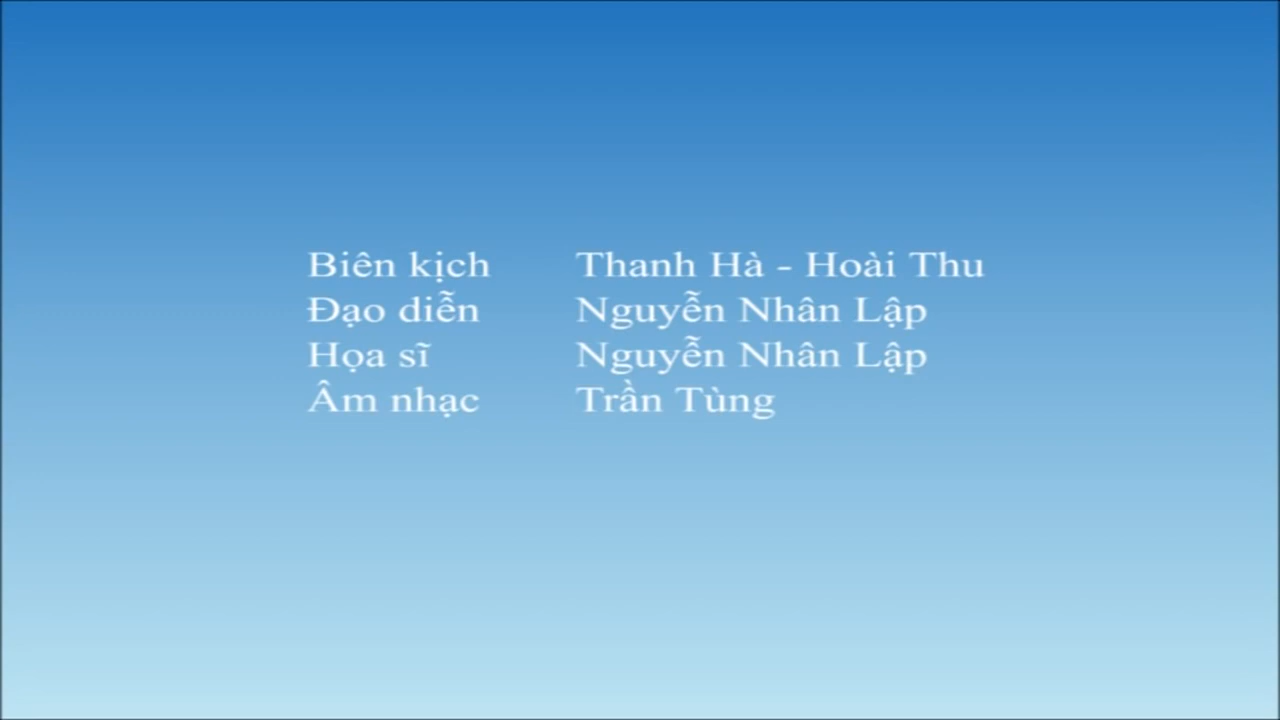 Biên kịch Thanh Hà - Hoài Thu
Đạo diễn Nguyễn Nhân Lập
Họa sĩ Nguyễn Nhân Lập
Âm nhạc Trần Tùng